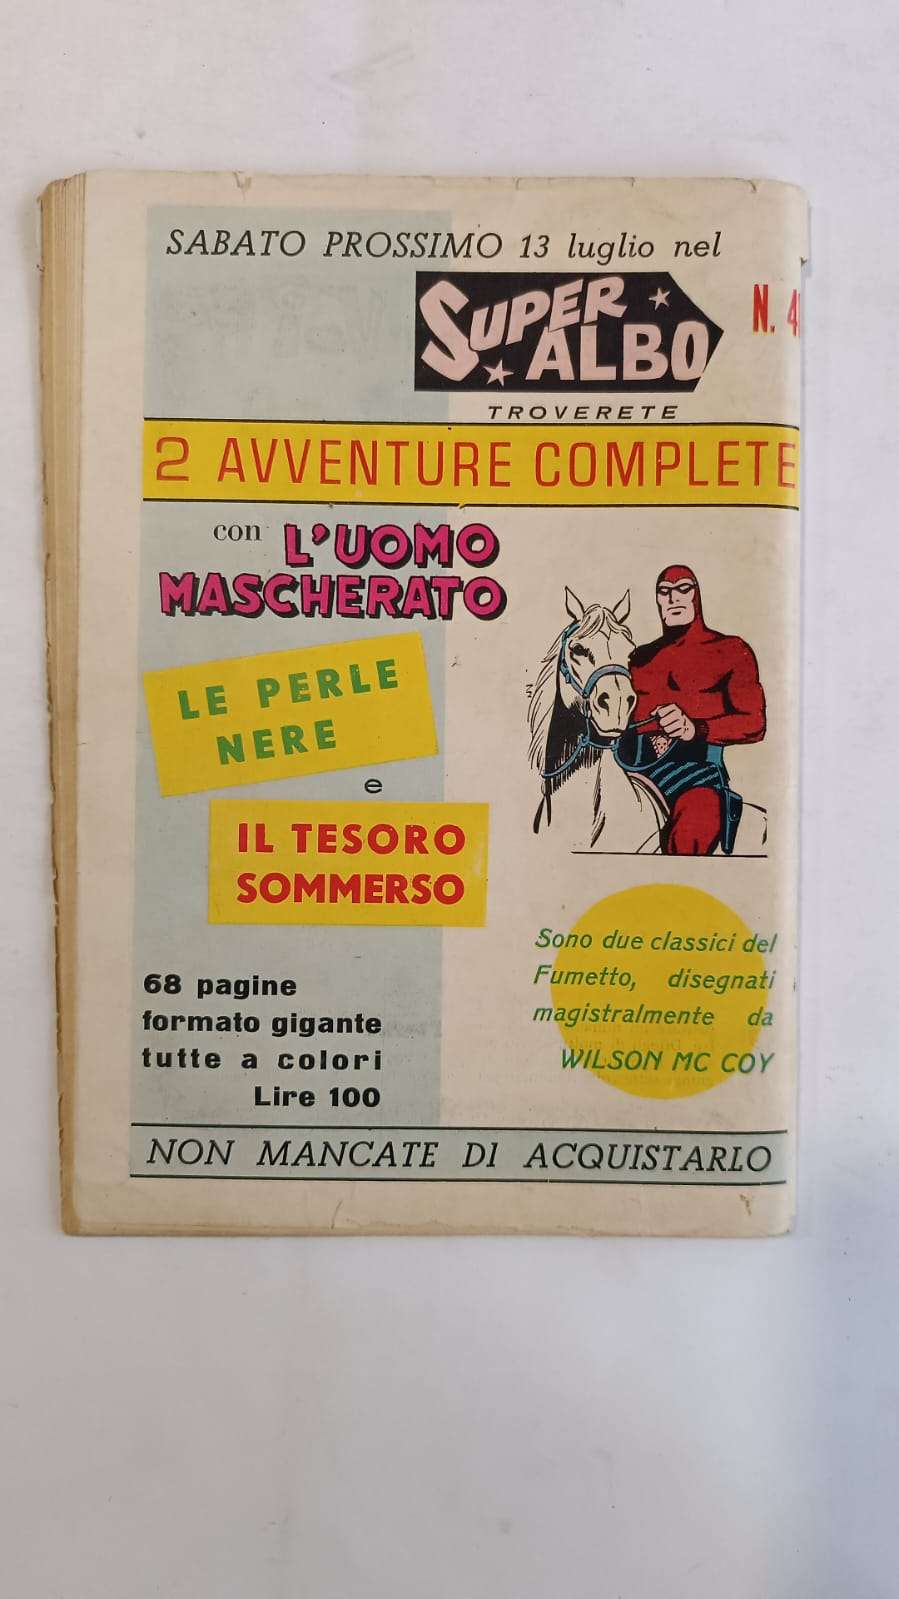 SABATO PROSSIMO 13 luglio nel
SUPER ALBO
N. 4
TROVERETE
2 AVVENTURE COMPLETE
con L'UOMO
MASCHERATO
LE PERLE
NERE
e
IL TESORO
SOMMERSO
68 pagine
formato gigante
tutte a colori
Lire 100
Sono due classici del
Fumetto, disegnati
magistralmente da
WILSON MC COY
NON MANCATE DI ACQUISTARLO